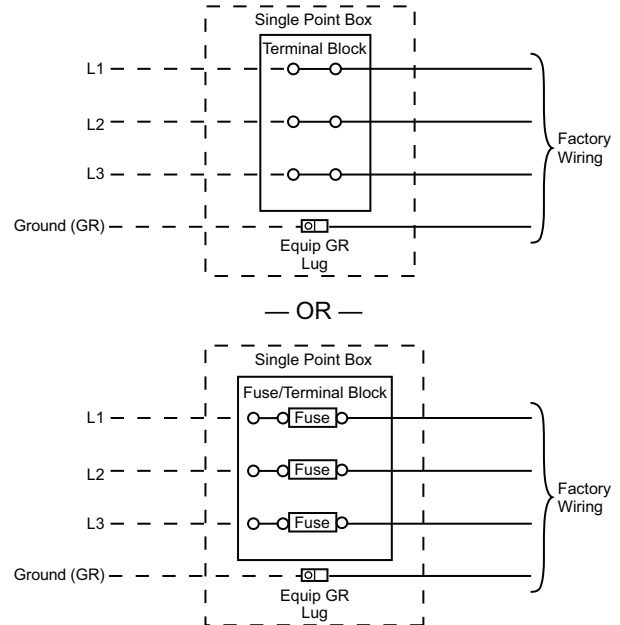 Single Point Box
Terminal Block
L1
L2
L3
Factory
Wiring
Ground (GR)
Equip GR
Lug
— OR —
Single Point Box
Fuse/Terminal Block
L1
Fuse
L2
Fuse
L3
Fuse
Factory
Wiring
Ground (GR)
Equip GR
Lug